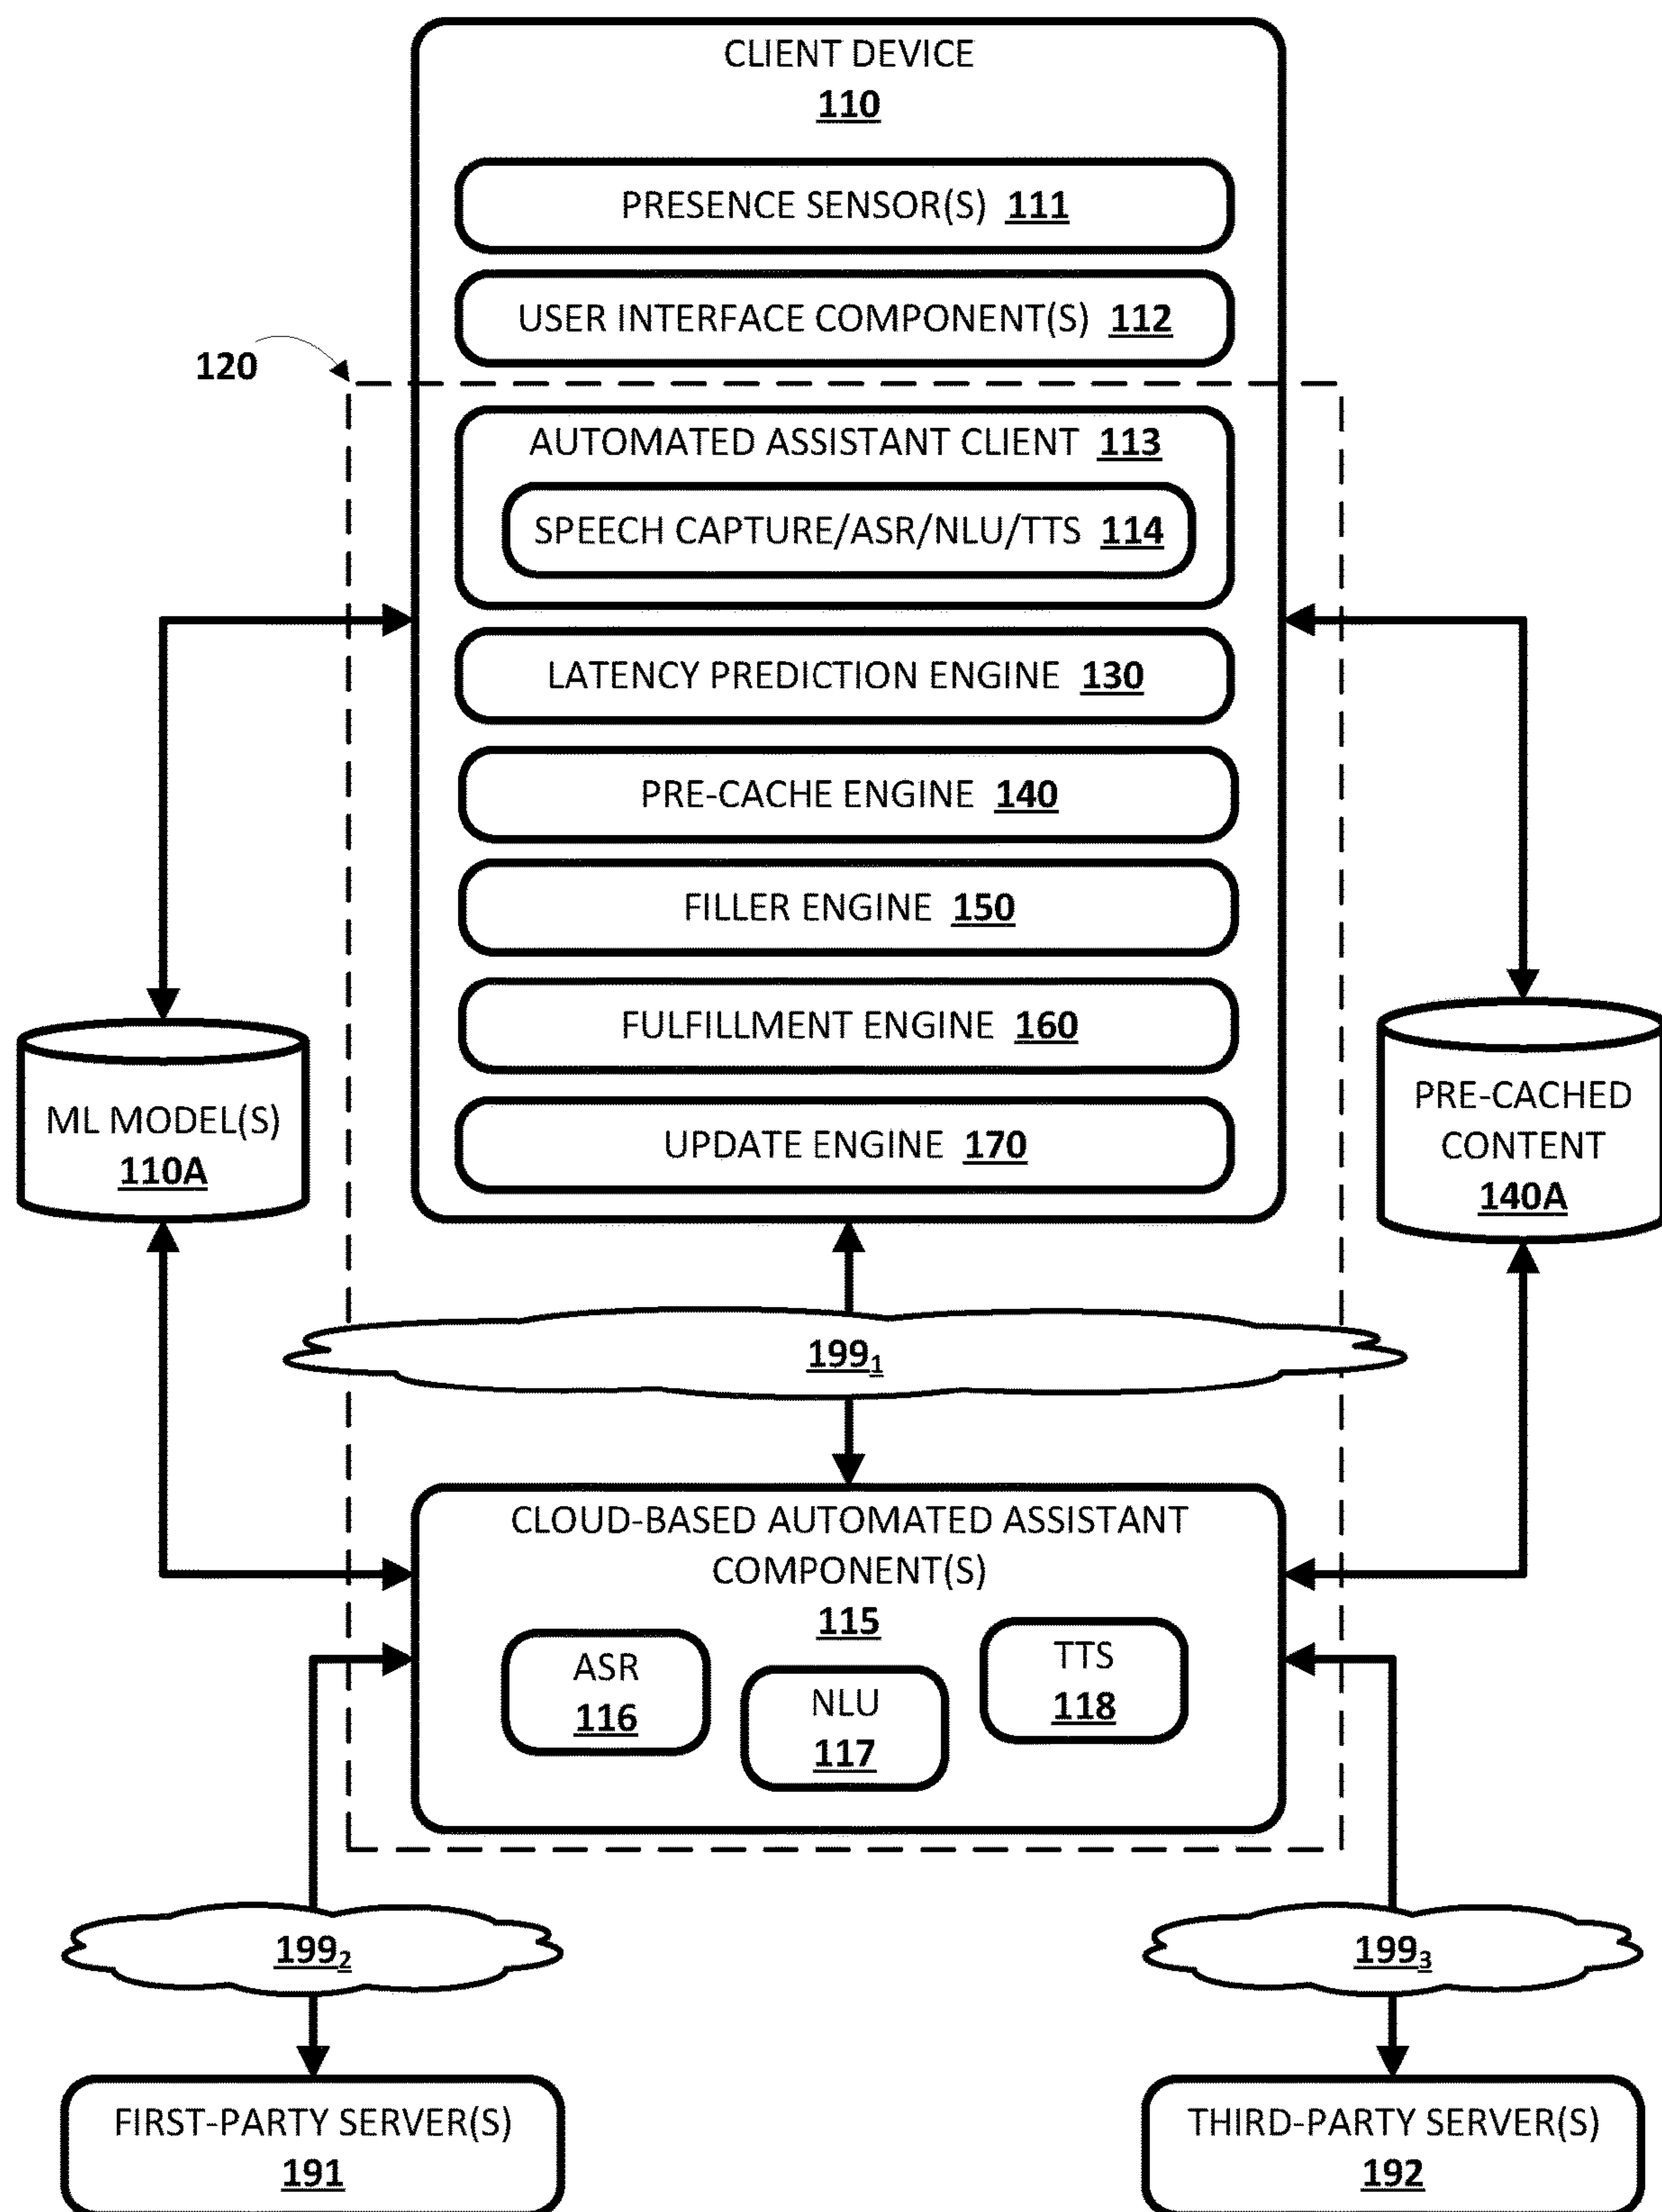 CLIENT DEVICE
110
PRESENCE SENSOR(S) 111
USER INTERFACE COMPONENT(S) 112
120
AUTOMATED ASSISTANT CLIENT 113
SPEECH CAPTURE/ASR/NLU/TTS 114
LATENCY PREDICTION ENGINE 130
PRE-CACHE ENGINE 140
FILLER ENGINE 150
FULFILLMENT ENGINE 160
UPDATE ENGINE 170
ML MODEL(S)
110A
PRE-CACHED
CONTENT
140A
199₁
CLOUD-BASED AUTOMATED ASSISTANT
COMPONENT(S)
115
ASR
116
NLU
117
TTS
118
199₂
199₃
FIRST-PARTY SERVER(S)
191
THIRD-PARTY SERVER(S)
192